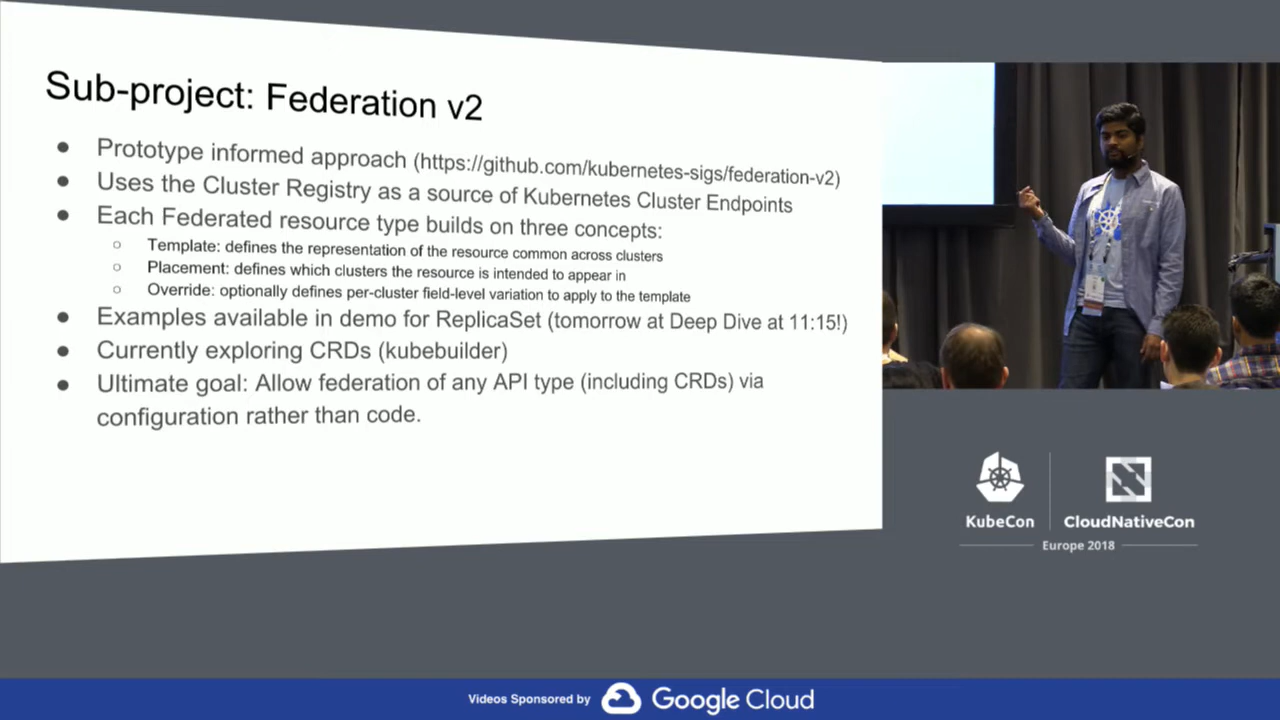 Sub-project: Federation v2
● Prototype informed approach (https://github.com/kubernetes-sigs/federation-v2)
● Uses the Cluster Registry as a source of Kubernetes Cluster Endpoints
● Each Federated resource type builds on three concepts:
○ Template: defines the representation of the resource common across clusters
○ Placement: defines which clusters the resource is intended to appear in
○ Override: optionally defines per-cluster field-level variation to apply to the template
● Examples available in demo for ReplicaSet (tomorrow at Deep Dive at 11:15!)
● Currently exploring CRDs (kubebuilder)
● Ultimate goal: Allow federation of any API type (including CRDs) via
configuration rather than code.
KubeCon
CloudNativeCon
Europe 2018
Videos Sponsored by Google Cloud